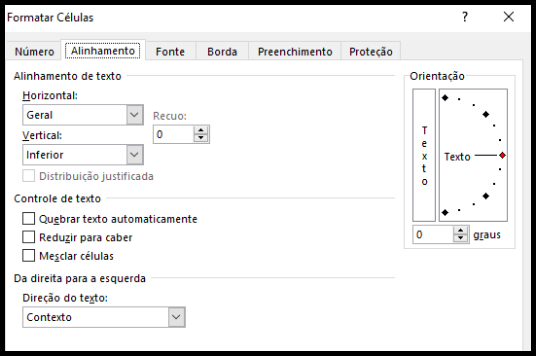 Formatar Células ? ×
Número Alinhamento Fonte Borda Preenchimento Proteção
Alinhamento de texto
Horizontal:
Geral
Recuo:
Vertical:
0
Inferior
Distribuição justificada
Controle de texto
Quebrar texto automaticamente
Reduzir para caber
Mesclar células
Da direita para a esquerda
Direção do texto:
Contexto
Orientação
Texto
Texto
0 graus